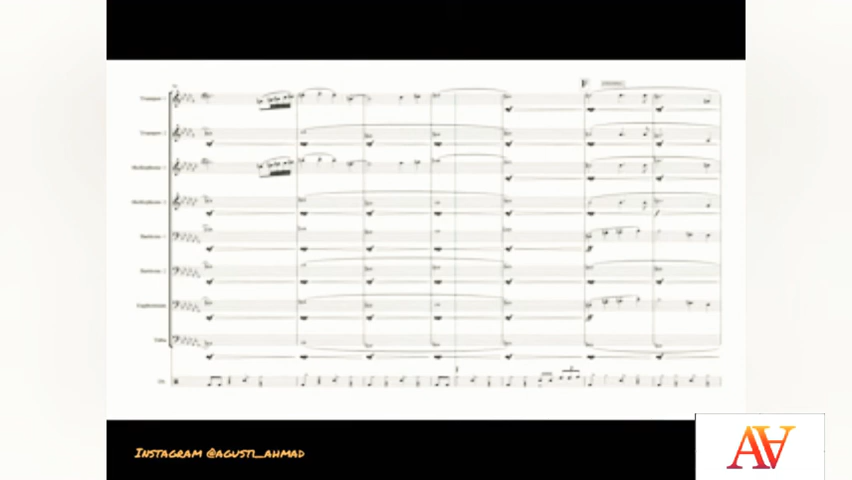 Trumpet 1
Trumpet 2
Mellophone 1
Mellophone 2
Baritone 1
Baritone 2
Euphonium
Tuba
INSTAGRAM @AGUSTI_AHMAD
AA